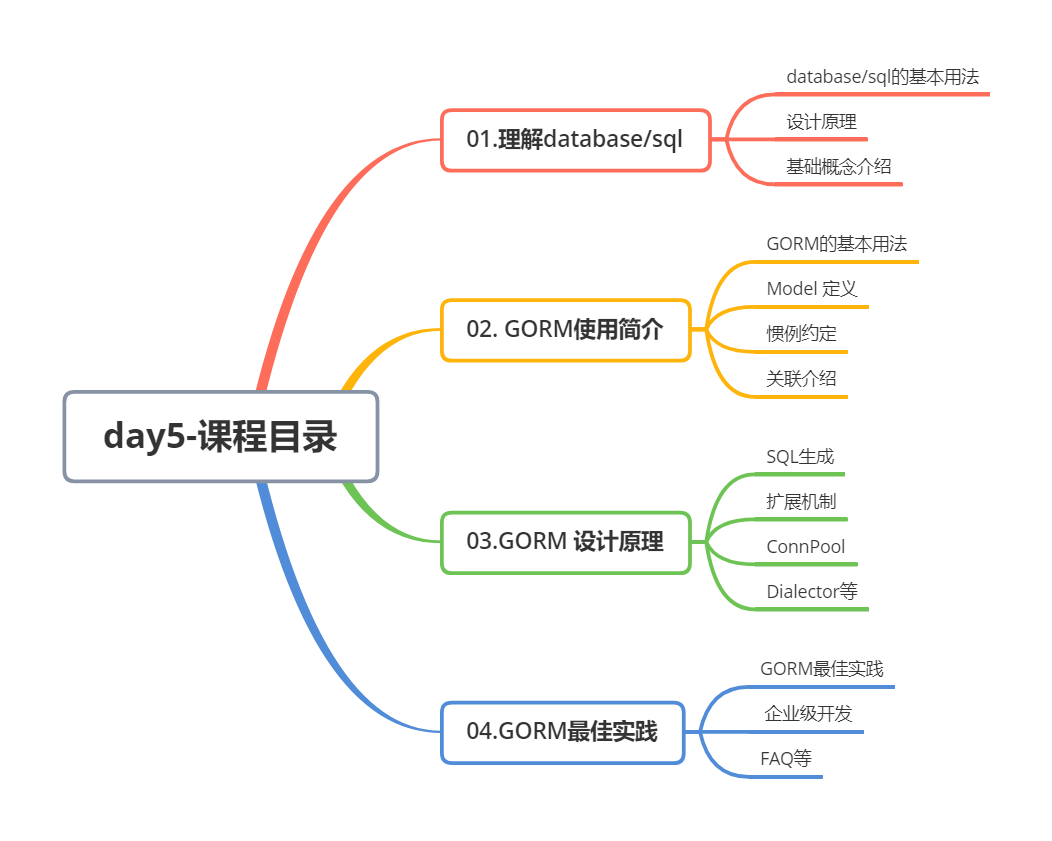 day5-课程目录
01.理解database/sql
database/sql的基本用法
设计原理
基础概念介绍
02. GORM使用简介
GORM的基本用法
Model 定义
惯例约定
关联介绍
03.GORM 设计原理
SQL生成
扩展机制
ConnPool
Dialector等
04.GORM最佳实践
GORM最佳实践
企业级开发
FAQ等